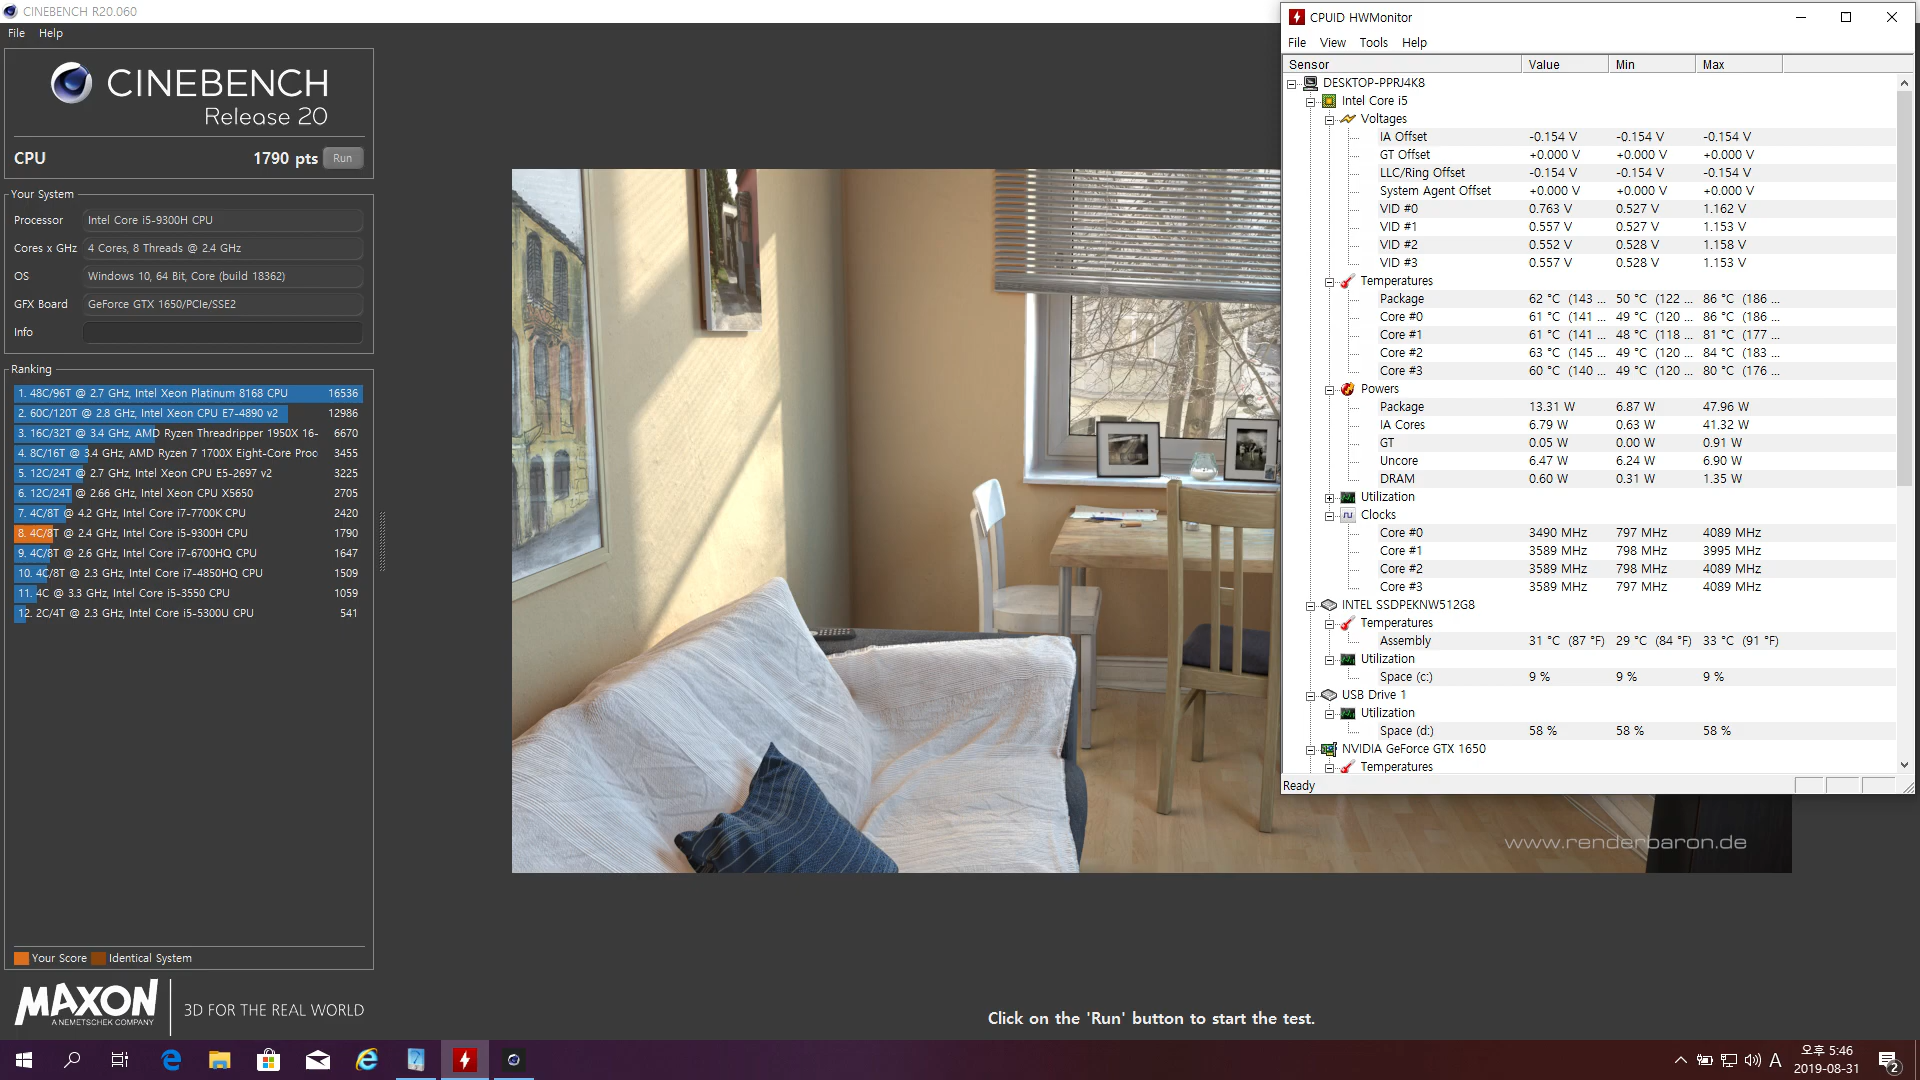 CINEBENCH R20.060
File Help
CINEBENCH
Release 20
CPU 1790 pts Run
Your System
Processor Intel Core i5-9300H CPU
Cores x GHz 4 Cores, 8 Threads @ 2.4 GHz
OS Windows 10, 64 Bit, Core (build 18362)
GFX Board GeForce GTX 1650/PCIe/SSE2
Info
Ranking
1. 48C/96T @ 2.7 GHz, Intel Xeon Platinum 8168 CPU 16536
2. 60C/120T @ 2.8 GHz, Intel Xeon CPU E7-4890 v2 12986
3. 16C/32T @ 3.4 GHz, AMD Ryzen Threadripper 1950X 16- 6670
4. 8C/16T @ 3.4 GHz, AMD Ryzen 7 1700X Eight-Core Proc 3455
5. 12C/24T @ 2.7 GHz, Intel Xeon CPU E5-2697 v2 3225
6. 12C/24T @ 2.66 GHz, Intel Xeon CPU X5650 2705
7. 4C/8T @ 4.2 GHz, Intel Core i7-7700K CPU 2420
8. 4C/8T @ 2.4 GHz, Intel Core i5-9300H CPU 1790
9. 4C/8T @ 2.6 GHz, Intel Core i7-6700HQ CPU 1647
10. 4C/8T @ 2.3 GHz, Intel Core i7-4850HQ CPU 1509
11. 4C @ 3.3 GHz, Intel Core i5-3550 CPU 1059
12. 2C/4T @ 2.3 GHz, Intel Core i5-5300U CPU 541
Your Score Identical System
MAXON
A NEMETSCHEK COMPANY
3D FOR THE REAL WORLD
www.renderbaron.de
Click on the 'Run' button to start the test.
CPUID HWMonitor
File View Tools Help
Sensor Value Min Max
DESKTOP-PPRJ4K8
Intel Core i5
Voltages
IA Offset -0.154 V -0.154 V -0.154 V
GT Offset +0.000 V +0.000 V +0.000 V
LLC/Ring Offset -0.154 V -0.154 V -0.154 V
System Agent Offset +0.000 V +0.000 V +0.000 V
VID #0 0.763 V 0.527 V 1.162 V
VID #1 0.557 V 0.527 V 1.153 V
VID #2 0.552 V 0.528 V 1.158 V
VID #3 0.557 V 0.528 V 1.153 V
Temperatures
Package 62 °C (143 ... 50 °C (122 ... 86 °C (186 ...
Core #0 61 °C (141 ... 49 °C (120 ... 86 °C (186 ...
Core #1 61 °C (141 ... 48 °C (118 ... 81 °C (177 ...
Core #2 63 °C (145 ... 49 °C (120 ... 84 °C (183 ...
Core #3 60 °C (140 ... 49 °C (120 ... 80 °C (176 ...
Powers
Package 13.31 W 6.87 W 47.96 W
IA Cores 6.79 W 0.63 W 41.32 W
GT 0.05 W 0.00 W 0.91 W
Uncore 6.47 W 6.24 W 6.90 W
DRAM 0.60 W 0.31 W 1.35 W
Utilization
Clocks
Core #0 3490 MHz 797 MHz 4089 MHz
Core #1 3589 MHz 798 MHz 3995 MHz
Core #2 3589 MHz 798 MHz 4089 MHz
Core #3 3589 MHz 797 MHz 4089 MHz
INTEL SSDPEKNW512G8
Temperatures
Assembly 31 °C (87 °F) 29 °C (84 °F) 33 °C (91 °F)
Utilization
Space (c:) 9 % 9 % 9 %
USB Drive 1
Utilization
Space (d:) 58 % 58 % 58 %
NVIDIA GeForce GTX 1650
Temperatures
Ready
A
오후 5:46
2019-08-31
2